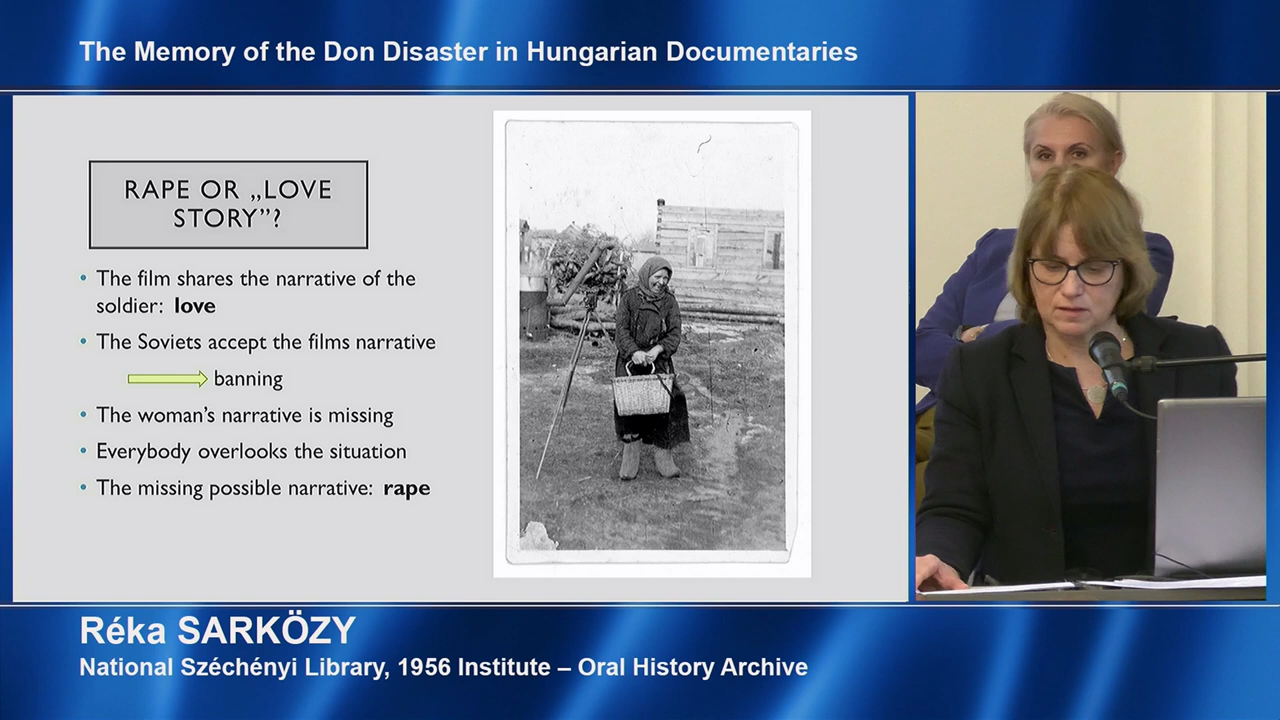 The Memory of the Don Disaster in Hungarian Documentaries
RAPE OR „LOVE
STORY”?
• The film shares the narrative of the
soldier: love
• The Soviets accept the films narrative
banning
• The woman’s narrative is missing
• Everybody overlooks the situation
• The missing possible narrative: rape
Réka SARKÖZY
National Széchényi Library, 1956 Institute – Oral History Archive